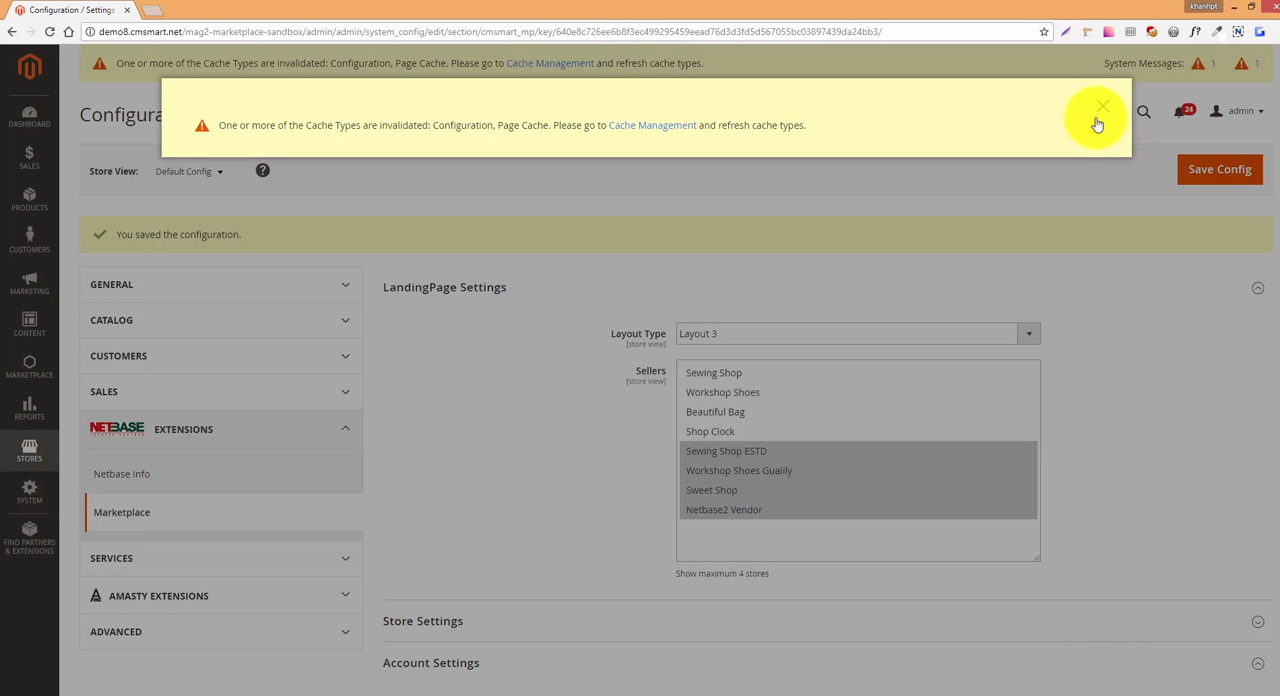 Configuration / Settings
khanhpt
demo8.cmsmart.net/mag2-marketplace-sandbox/admin/admin/system_config/edit/section/cmsmart_mp/key/640e8c726ee6b8f3ec499295459eead76d3d3fd5d567055bc03897439da24bb3/
One or more of the Cache Types are invalidated: Configuration, Page Cache. Please go to Cache Management and refresh cache types.
System Messages: 1 1
One or more of the Cache Types are invalidated: Configuration, Page Cache. Please go to Cache Management and refresh cache types.
24
admin
Store View: Default Config
Save Config
You saved the configuration.
DASHBOARD
SALES
PRODUCTS
CUSTOMERS
MARKETING
CONTENT
MARKETPLACE
REPORTS
STORES
SYSTEM
FIND PARTNERS
& EXTENSIONS
GENERAL
CATALOG
CUSTOMERS
SALES
NETBASE EXTENSIONS
Netbase Info
Marketplace
SERVICES
AMASTY EXTENSIONS
ADVANCED
LandingPage Settings
Layout Type
[store view]
Layout 3
Sellers
[store view]
Sewing Shop
Workshop Shoes
Beautiful Bag
Shop Clock
Sewing Shop ESTD
Workshop Shoes Gualily
Sweet Shop
Netbase2 Vendor
Show maximum 4 stores
Store Settings
Account Settings